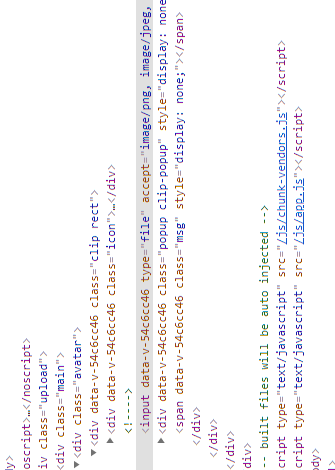 y>
oscript>…</noscript>
iv class="upload">
<div class="main">
▼<div class="avatar">
▼<div data-v-54c6cc46 class="clip rect">
▶<div data-v-54c6cc46 class="icon">…</div>
<!---->
<input data-v-54c6cc46 type="file" accept="image/png, image/jpeg,
▶<div data-v-54c6cc46 class="popup clip-popup" style="display: none
<span data-v-54c6cc46 class="msg" style="display: none;"></span>
</div>
</div>
</div>
div>
-- built files will be auto injected -->
cript type="text/javascript" src="/js/chunk-vendors.js"></script>
cript type="text/javascript" src="/js/app.js"></script>
ody>